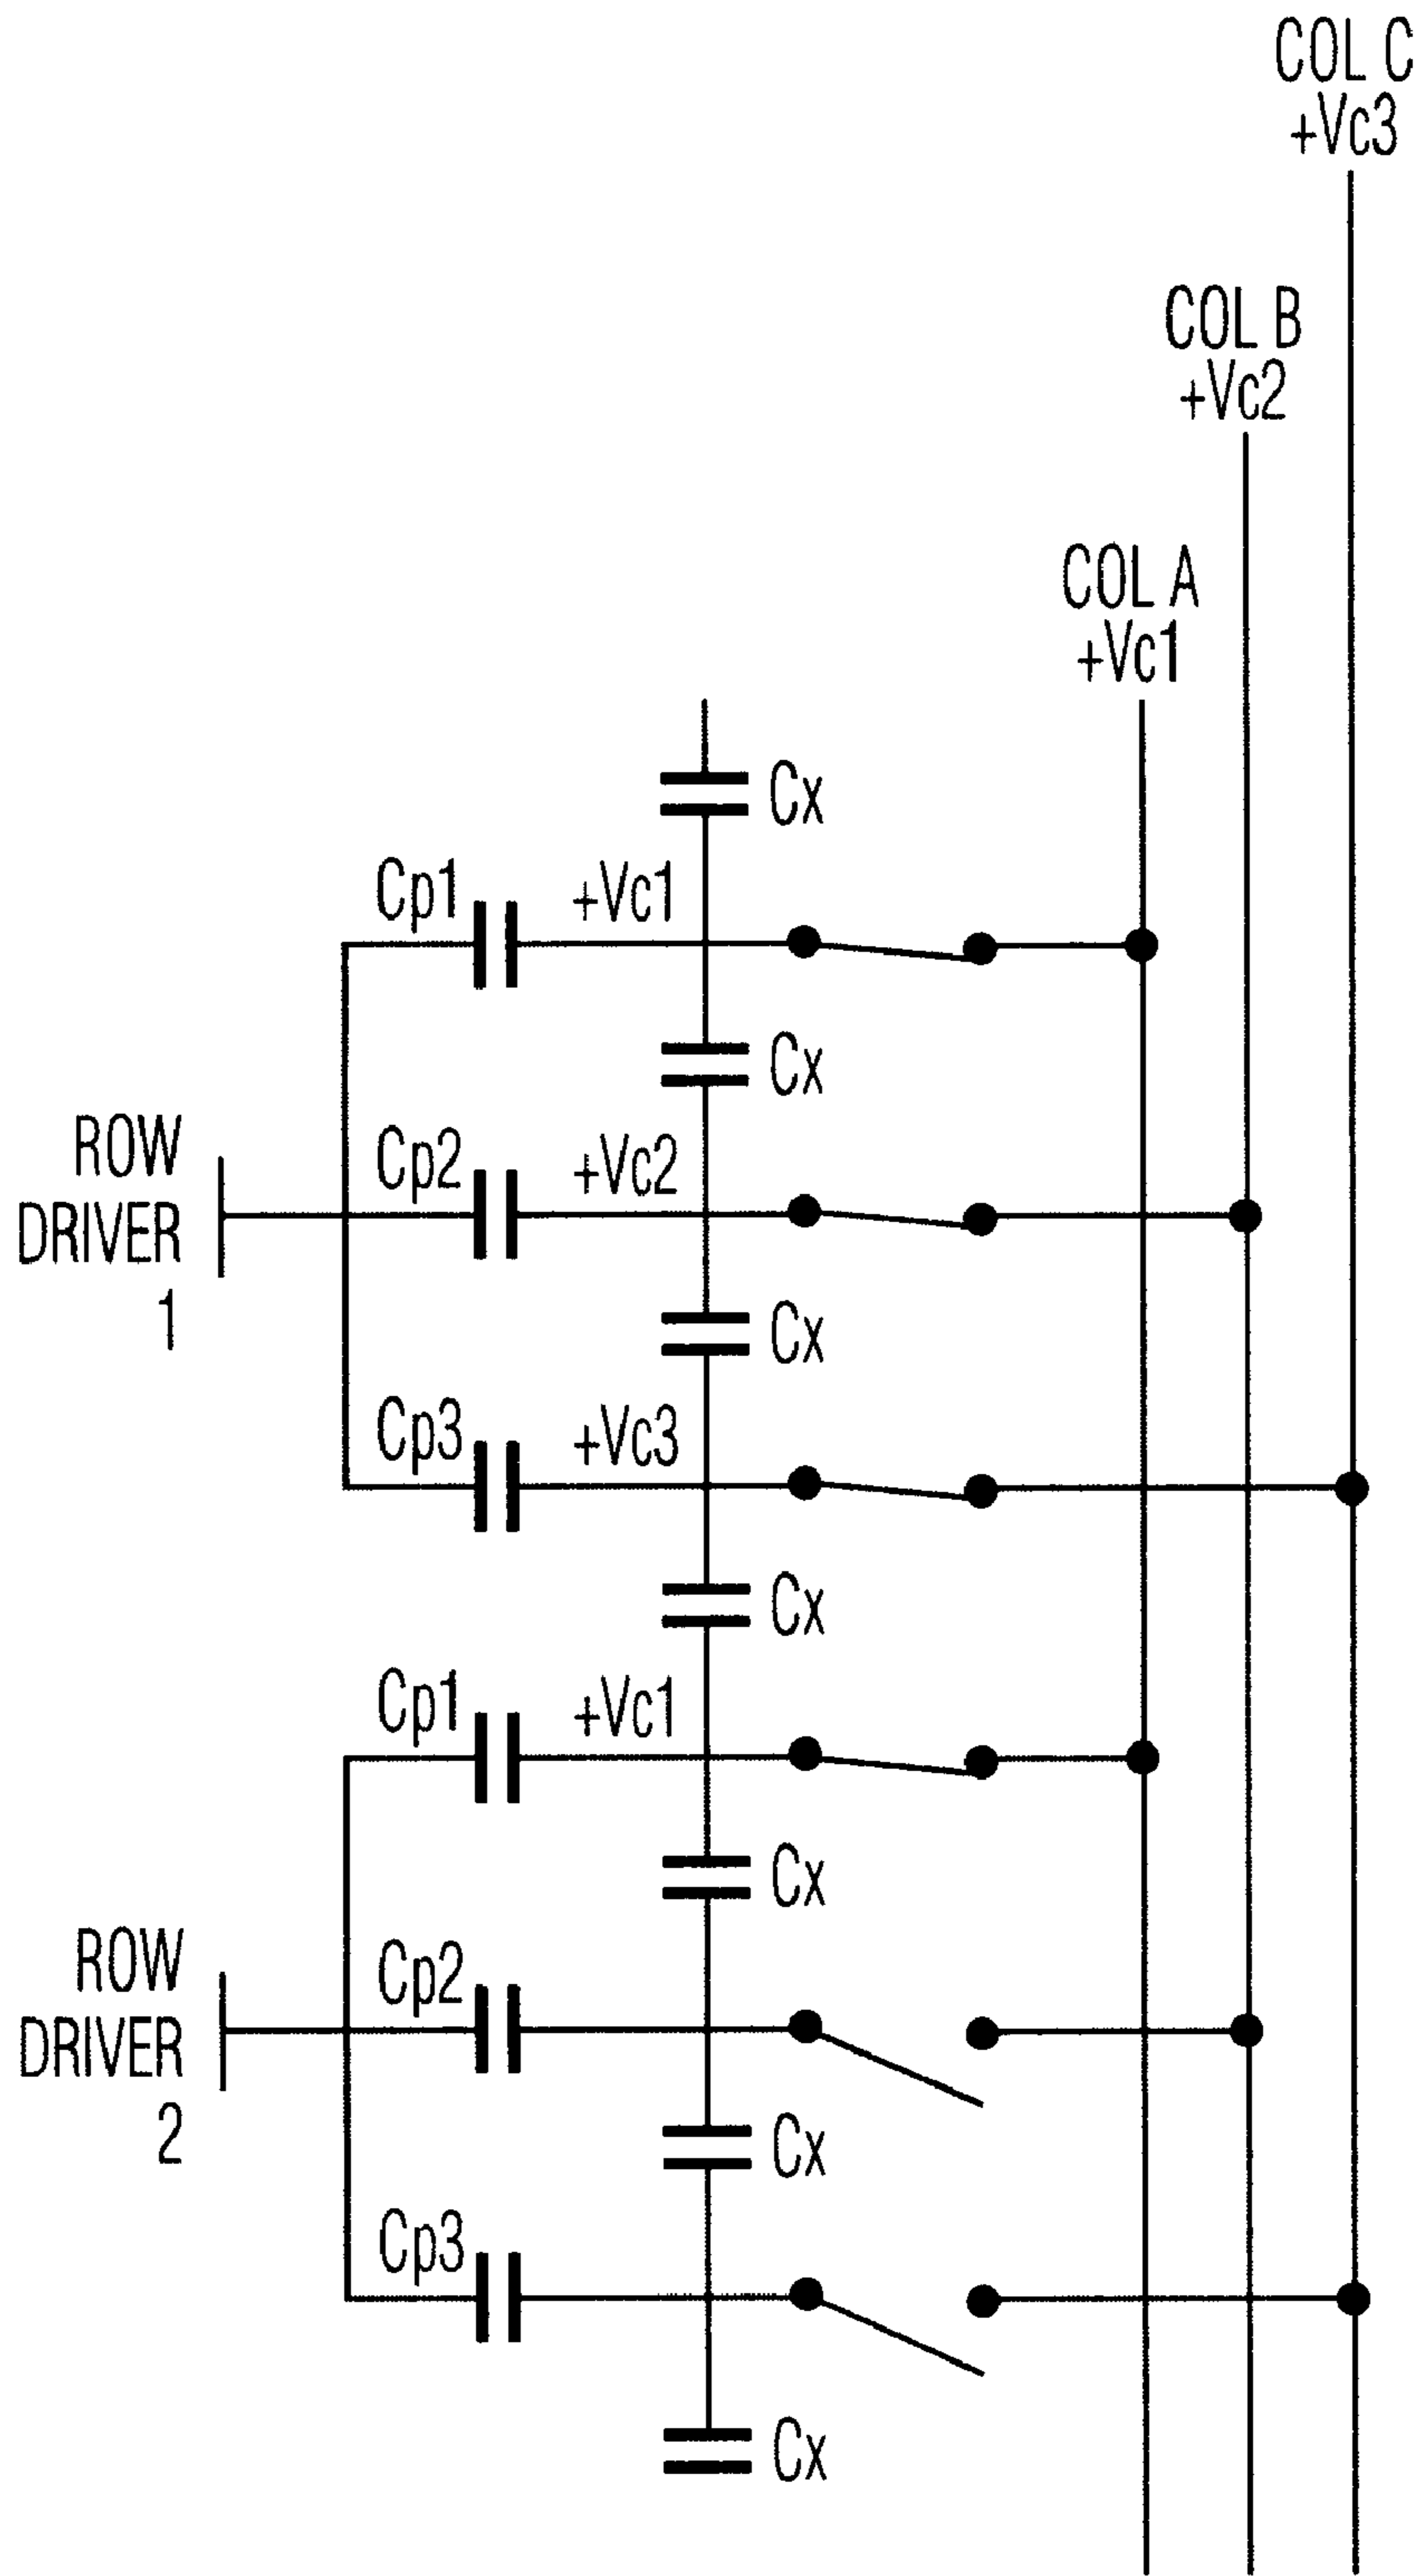 COL C
+Vc3
COL B
+Vc2
COL A
+Vc1
Cx
Cp1
+Vc1
Cx
ROW
DRIVER
1
Cp2
+Vc2
Cx
Cp3
+Vc3
Cx
Cp1
+Vc1
Cx
ROW
DRIVER
2
Cp2
Cx
Cp3
Cx